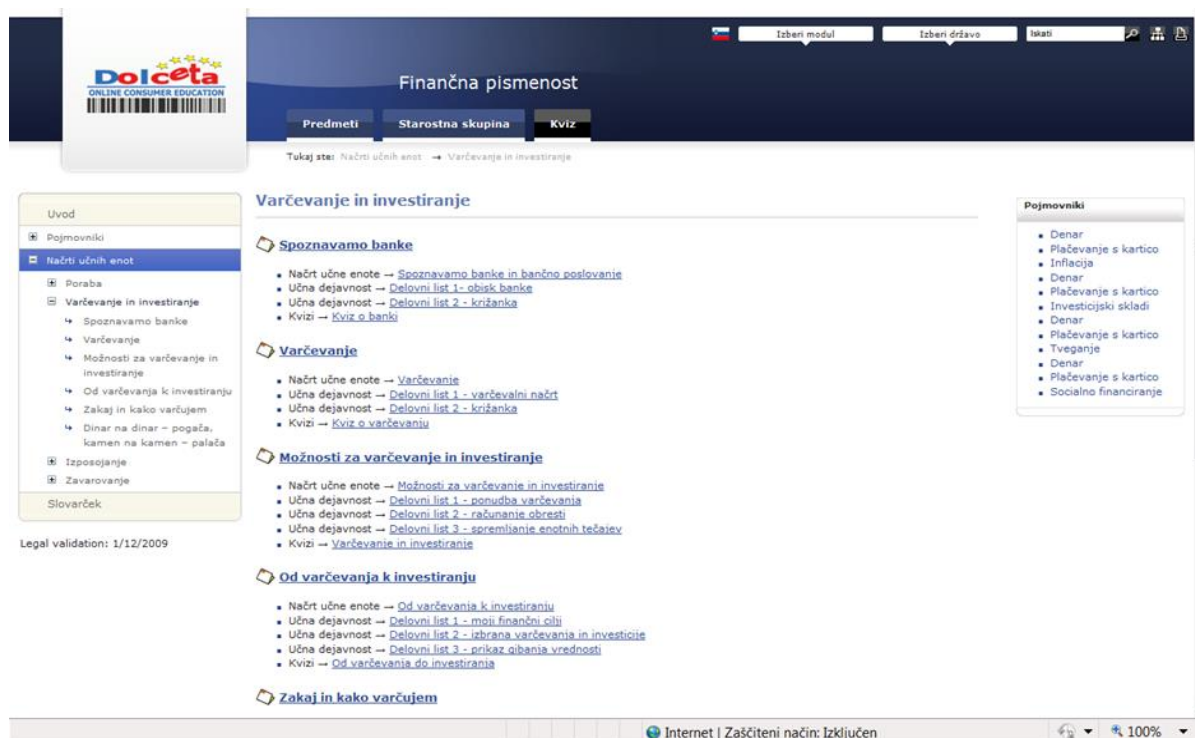 Izberi modul
Izberi državo
Iskati
Dolceta
ONLINE CONSUMER EDUCATION
Finančna pismenost
Predmeti
Starostna skupina
Kviz
Tukaj ste: Načrti učnih enot → Varčevanje in investiranje
Uvod
Pojmovniki
Načrti učnih enot
Poraba
Varčevanje in investiranje
Spoznavamo banke
Varčevanje
Možnosti za varčevanje in
investiranje
Od varčevanja k investiranju
Zakaj in kako varčujem
Dinar na dinar – pogača,
kamen na kamen – palača
Izposojanje
Zavarovanje
Slovarček
Legal validation: 1/12/2009
Varčevanje in investiranje
Spoznavamo banke
Načrt učne enote → Spoznavamo banke in bančno poslovanje
Učna dejavnost → Delovni list 1- obisk banke
Učna dejavnost → Delovni list 2 - križanka
Kvizi → Kviz o banki
Varčevanje
Načrt učne enote → Varčevanje
Učna dejavnost → Delovni list 1 - varčevalni načrt
Učna dejavnost → Delovni list 2 - križanka
Kvizi → Kviz o varčevanju
Možnosti za varčevanje in investiranje
Načrt učne enote → Možnosti za varčevanje in investiranje
Učna dejavnost → Delovni list 1 - ponudba varčevanja
Učna dejavnost → Delovni list 2 - računanje obresti
Učna dejavnost → Delovni list 3 - spremljanje enotnih tečajev
Kvizi → Varčevanje in investiranje
Od varčevanja k investiranju
Načrt učne enote → Od varčevanja k investiranju
Učna dejavnost → Delovni list 1 - moji finančni cilji
Učna dejavnost → Delovni list 2 - izbrana varčevanja in investicije
Učna dejavnost → Delovni list 3 - prikaz gibanja vrednosti
Kvizi → Od varčevanja do investiranja
Zakaj in kako varčujem
Pojmovniki
Denar
Plačevanje s kartico
Inflacija
Denar
Plačevanje s kartico
Investicijski skladi
Denar
Plačevanje s kartico
Tveganje
Denar
Plačevanje s kartico
Socialno financiranje
Internet | Zaščiteni način: Izključen
100%